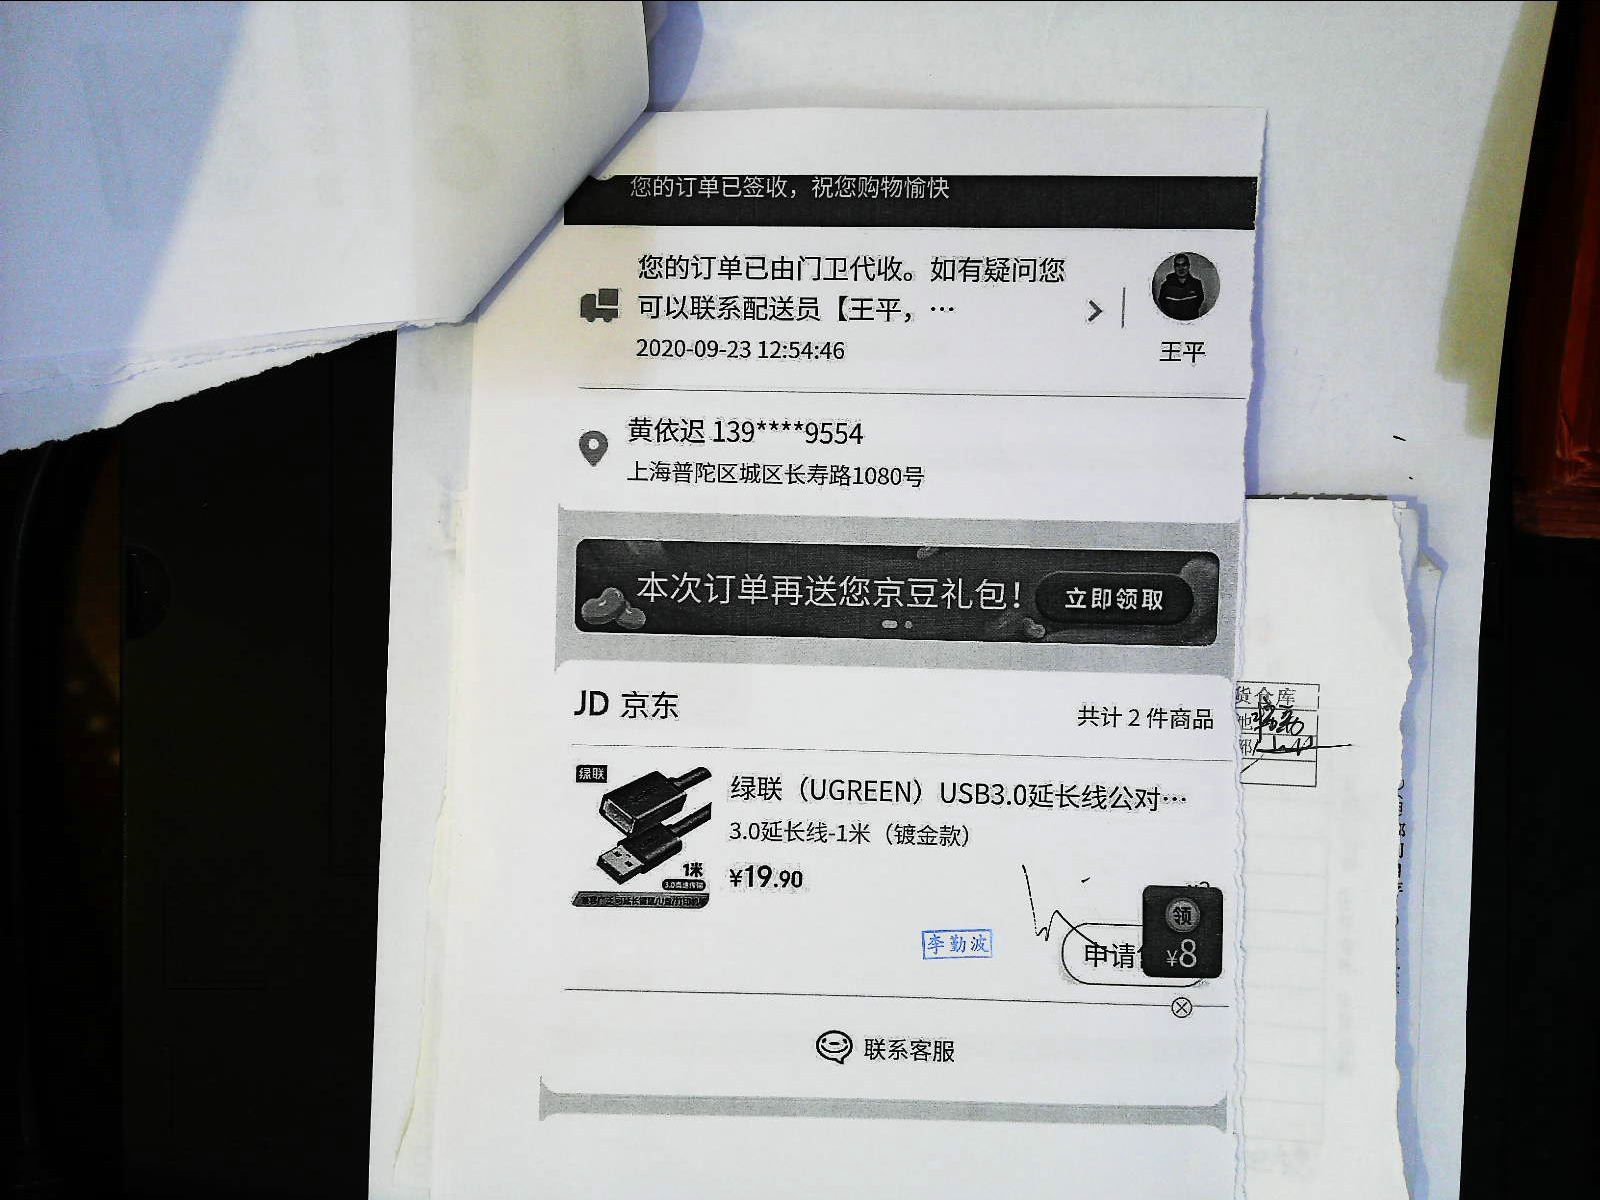 您的订单已签收，祝您购物愉快
您的订单已由门卫代收。如有疑问您
可以联系配送员【王平，…
2020-09-23 12:54:46
王平
黄依迟 139****9554
上海普陀区城区长寿路1080号
本次订单再送您京豆礼包！
立即领取
JD 京东
共计 2 件商品
绿联
1米
绿联（UGREEN）USB3.0延长线公对…
3.0延长线-1米（镀金款）
¥19.90
李勤波
申请
领
¥8
联系客服
货仓库